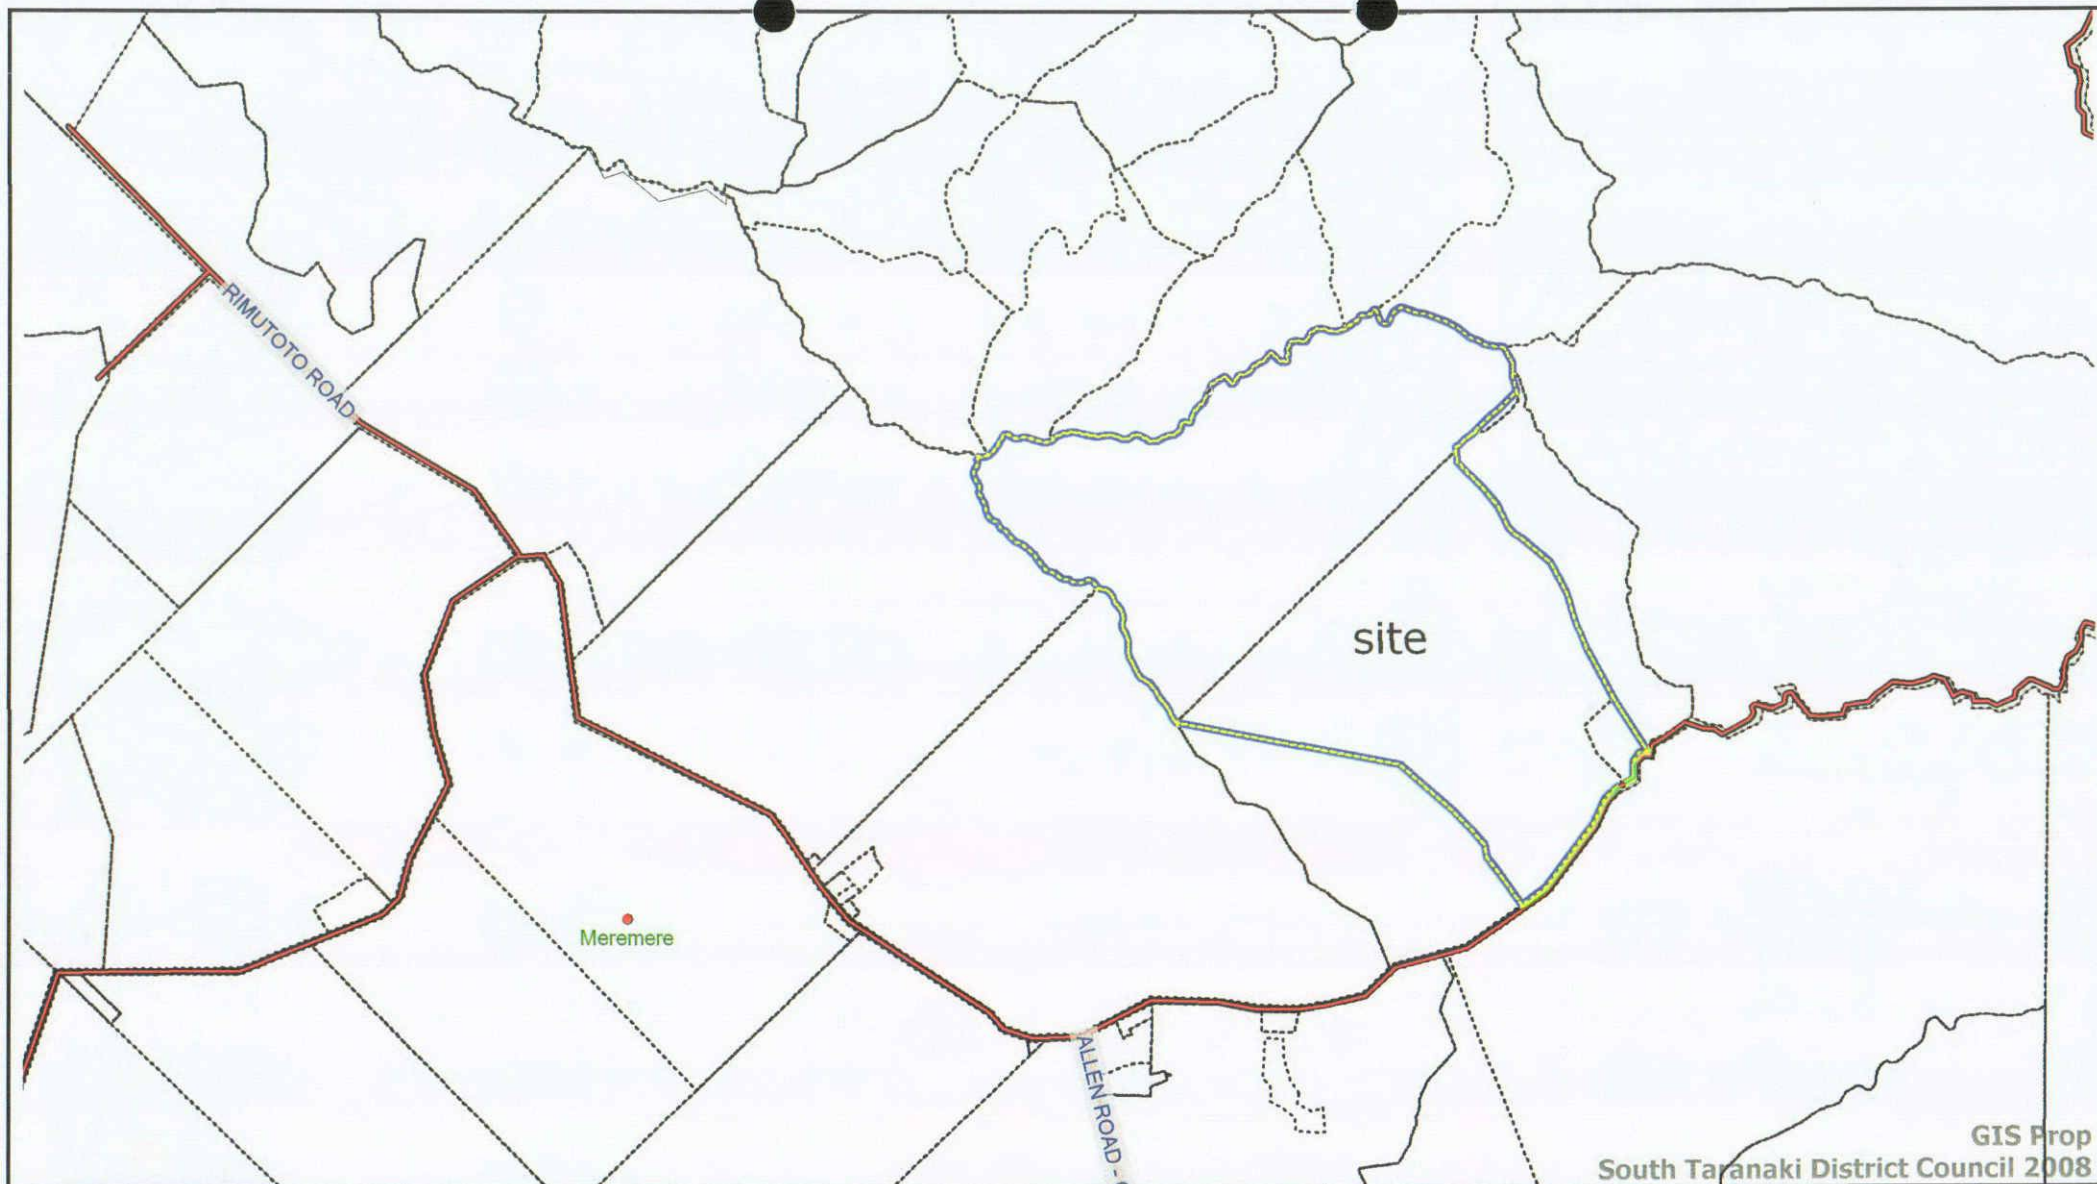 RIMUTOTO ROAD
site
Meremere
ALLEN ROAD -
GIS Prop
South Taranaki District Council 2008